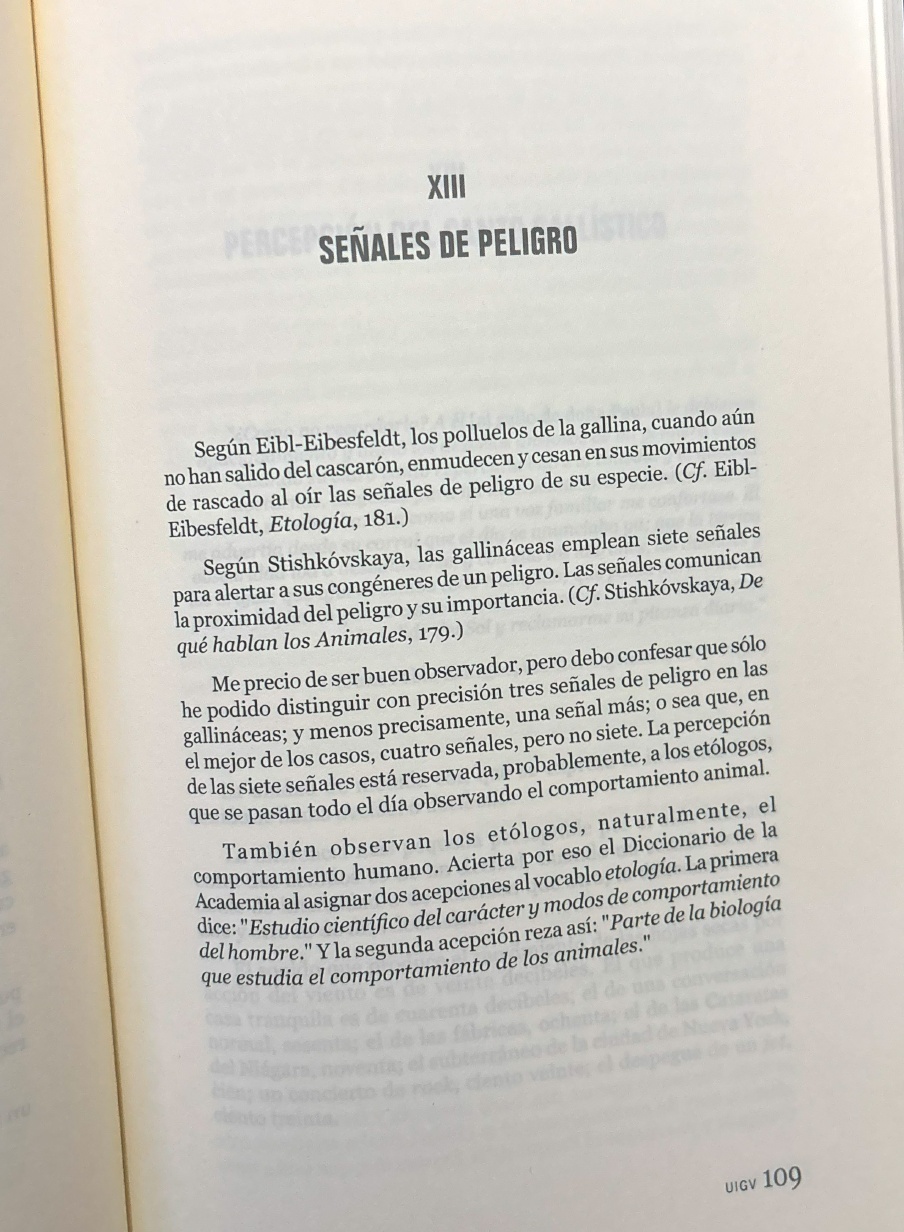 XIII
SEÑALES DE PELIGRO
Según Eibl-Eibesfeldt, los polluelos de la gallina, cuando aún
no han salido del cascarón, enmudecen y cesan en sus movimientos
de rascado al oír las señales de peligro de su especie. (Cf. Eibl-
Eibesfeldt, Etología, 181.)
Según Stishkóvskaya, las gallináceas emplean siete señales
para alertar a sus congéneres de un peligro. Las señales comunican
la proximidad del peligro y su importancia. (Cf. Stishkóvskaya, De
qué hablan los Animales, 179.)
Me precio de ser buen observador, pero debo confesar que sólo
he podido distinguir con precisión tres señales de peligro en las
gallináceas; y menos precisamente, una señal más; o sea que, en
el mejor de los casos, cuatro señales, pero no siete. La percepción
de las siete señales está reservada, probablemente, a los etólogos,
que se pasan todo el día observando el comportamiento animal.
También observan los etólogos, naturalmente, el
comportamiento humano. Acierta por eso el Diccionario de la
Academia al asignar dos acepciones al vocablo etología. La primera
dice: "Estudio científico del carácter y modos de comportamiento
del hombre." Y la segunda acepción reza así: "Parte de la biología
que estudia el comportamiento de los animales."
UIGV 109